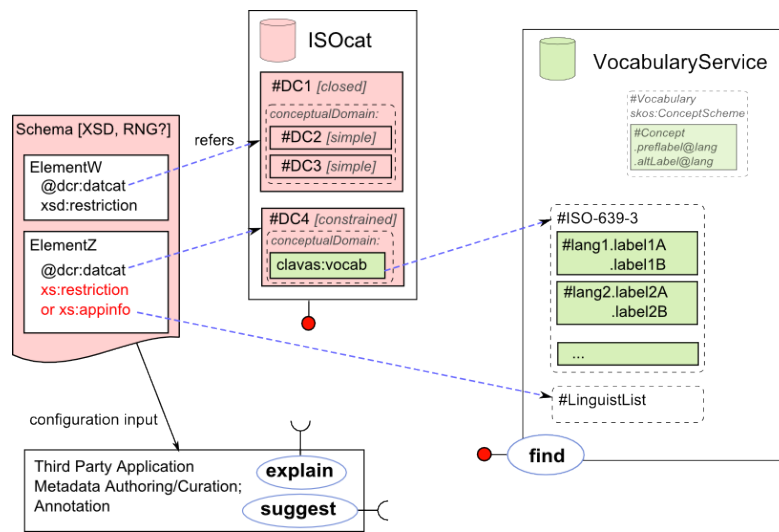 ISOcat
#DC1 [closed]
conceptualDomain:
#DC2 [simple]
#DC3 [simple]
#DC4 [constrained]
conceptualDomain:
clavas:vocab
refers
Schema [XSD, RNG?]
ElementW
@dcr:datcat
xsd:restriction
ElementZ
@dcr:datcat
xs:restriction
or xs:appinfo
VocabularyService
#Vocabulary
skos:ConceptScheme
#Concept
.preflabel@lang
.altLabel@lang
#ISO-639-3
#lang1.label1A
.label1B
#lang2.label2A
.label2B
...
#LinguistList
find
configuration input
Third Party Application
Metadata Authoring/Curation;
Annotation
explain
suggest